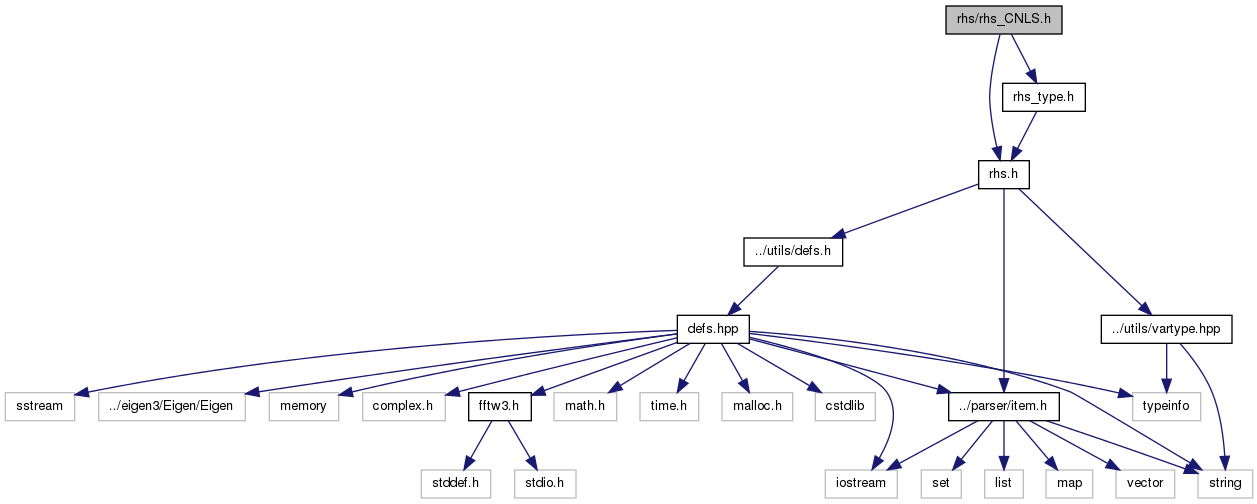 rhs/rhs_CNLS.h
rhs_type.h
rhs.h
../utils/defs.h
defs.hpp
../utils/vartype.hpp
sstream
../eigen3/Eigen/Eigen
memory
complex.h
fftw3.h
math.h
time.h
malloc.h
cstdlib
../parser/item.h
typeinfo
stddef.h
stdio.h
iostream
set
list
map
vector
string